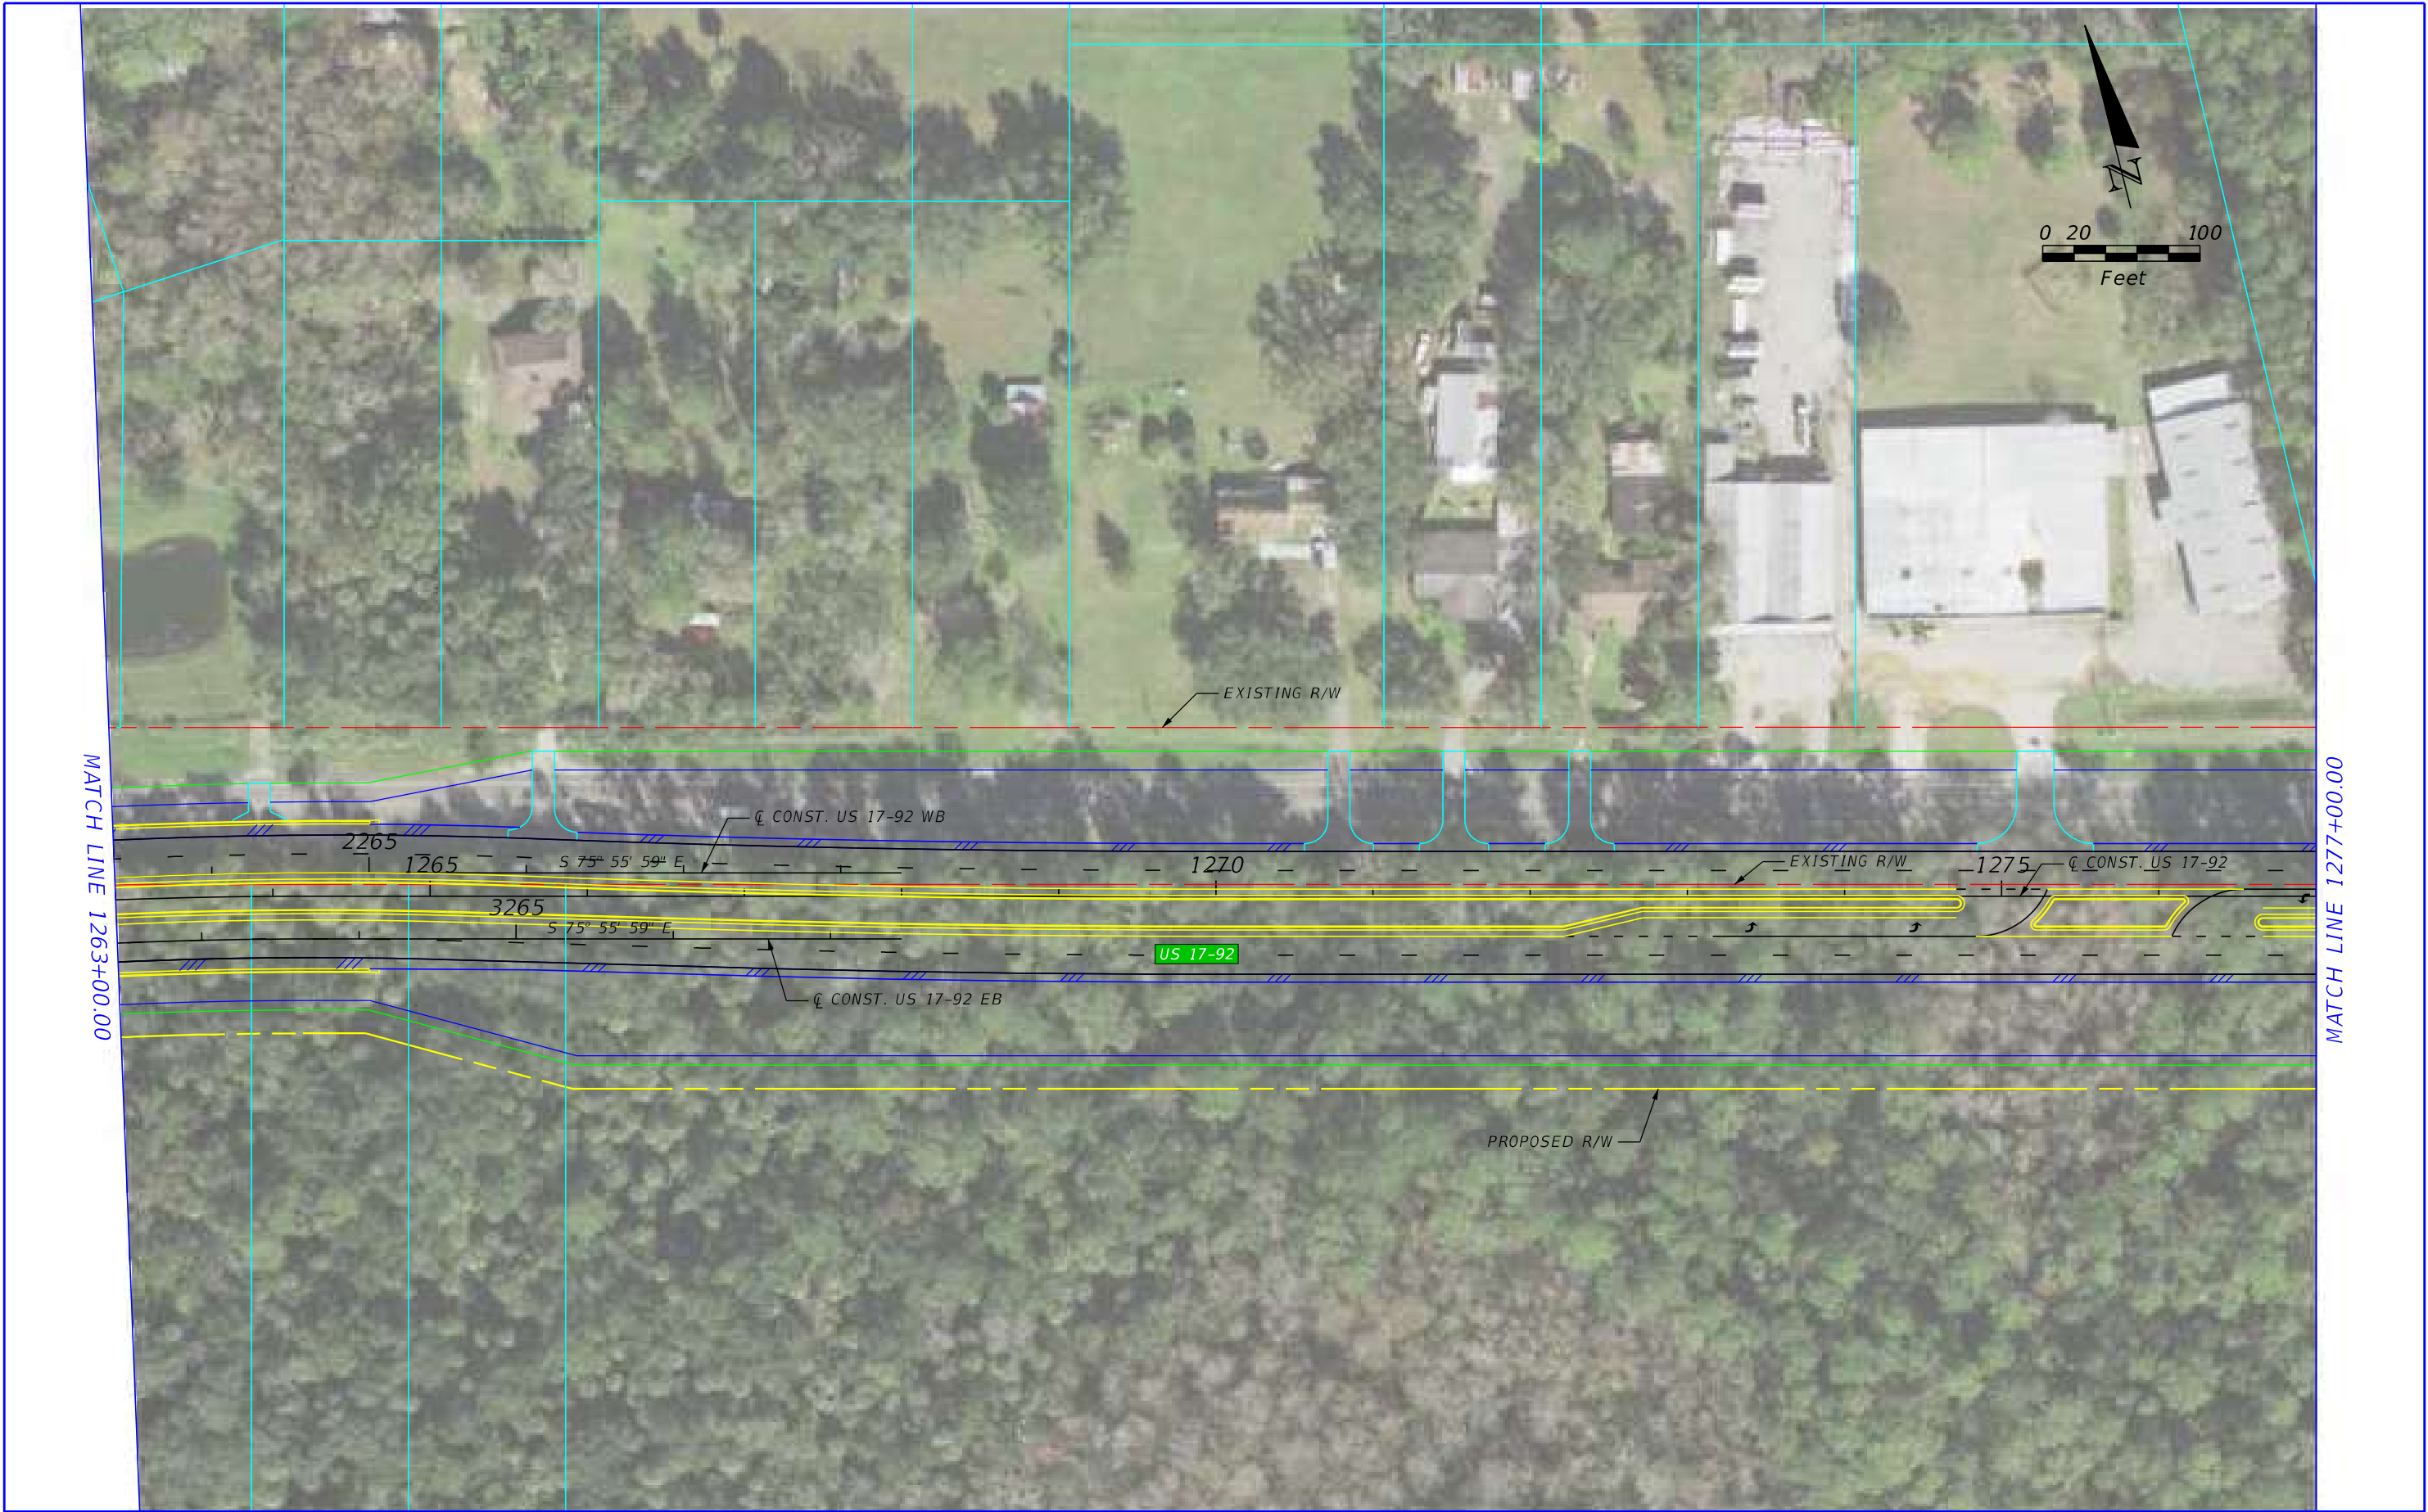 N
0 20 100
Feet
EXISTING R/W
MATCH LINE 1263+00.00
MATCH LINE 1277+00.00
℄ CONST. US 17-92 WB
2265
1265
S 75° 55' 59" E
1270
EXISTING R/W
1275
℄ CONST. US 17-92
3265
S 75° 55' 59" E
US 17-92
℄ CONST. US 17-92 EB
PROPOSED R/W